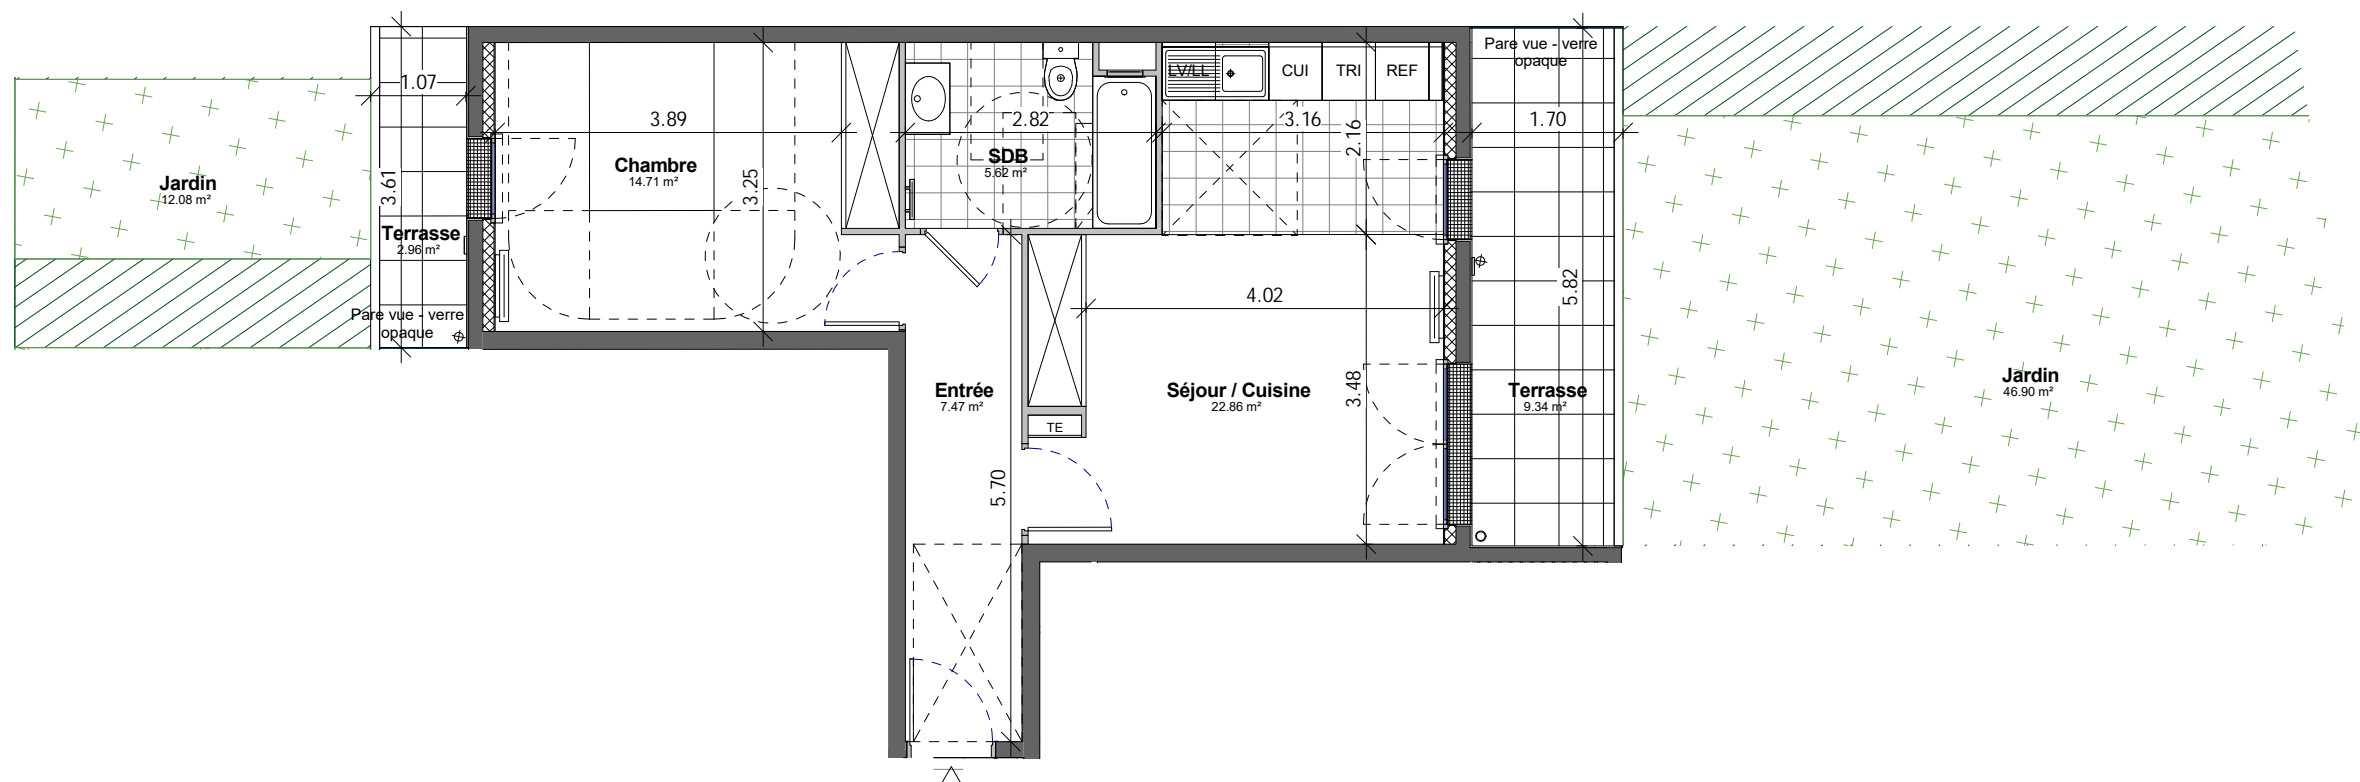 Jardin
12.08 m²
1.07
3.61
Terrasse
2.96 m²
Pare vue - verre
opaque
3.89
Chambre
14.71 m²
3.25
2.82
SDB
5.62 m²
LV/LL
CUI
TRI
REF
3.16
2.16
Pare vue - verre
opaque
1.70
5.82
4.02
Entrée
7.47 m²
TE
5.70
Séjour / Cuisine
22.86 m²
3.48
Terrasse
9.34 m²
Jardin
46.90 m²